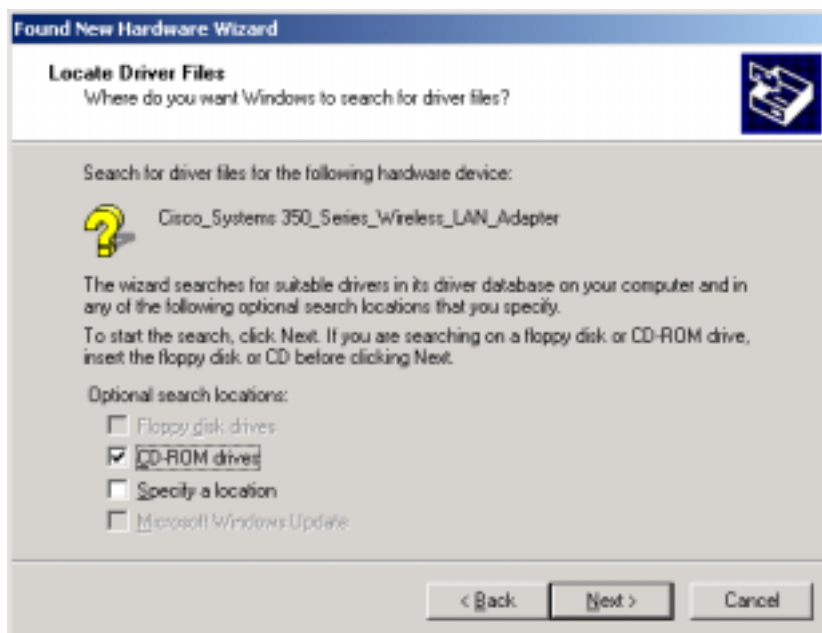 Found New Hardware Wizard
Locate Driver Files
Where do you want Windows to search for driver files?
Search for driver files for the following hardware device:
Cisco_Systems 350_Series_Wireless_LAN_Adapter
The wizard searches for suitable drivers in its driver database on your computer and in
any of the following optional search locations that you specify.
To start the search, click Next. If you are searching on a floppy disk or CD-ROM drive,
insert the floppy disk or CD before clicking Next.
Optional search locations:
Floppy disk drives
CD-ROM drives
Specify a location
Microsoft Windows Update
< Back
Next >
Cancel